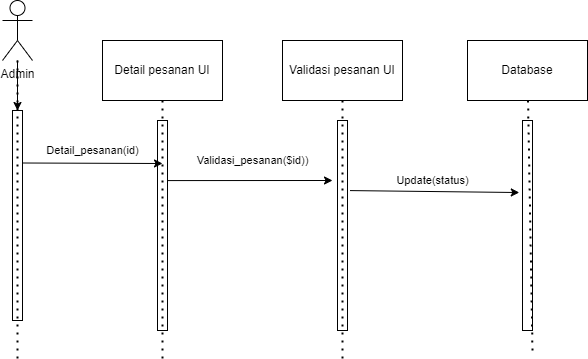 Admin
Detail pesanan UI
Validasi pesanan UI
Database
Detail_pesanan(id)
Validasi_pesanan($id))
Update(status)